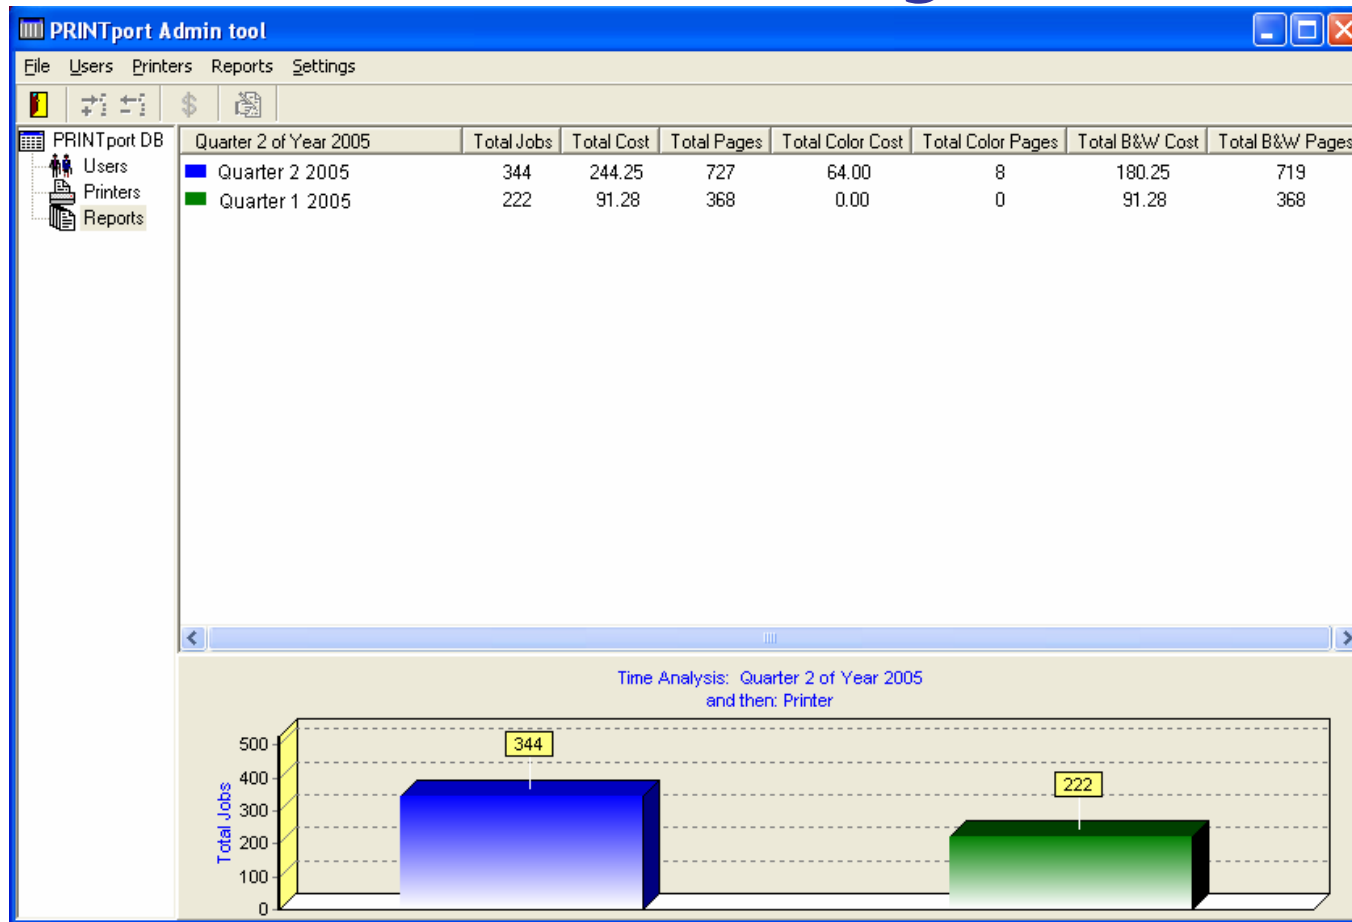 PRINTport Admin tool
File Users Printers Reports Settings
PRINTport DB
Users
Printers
Reports
Quarter 2 of Year 2005 Total Jobs Total Cost Total Pages Total Color Cost Total Color Pages Total B&W Cost Total B&W Pages
Quarter 2 2005 344 244.25 727 64.00 8 180.25 719
Quarter 1 2005 222 91.28 368 0.00 0 91.28 368
Time Analysis: Quarter 2 of Year 2005
and then: Printer
Total Jobs
500
400
300
200
100
0
344
222